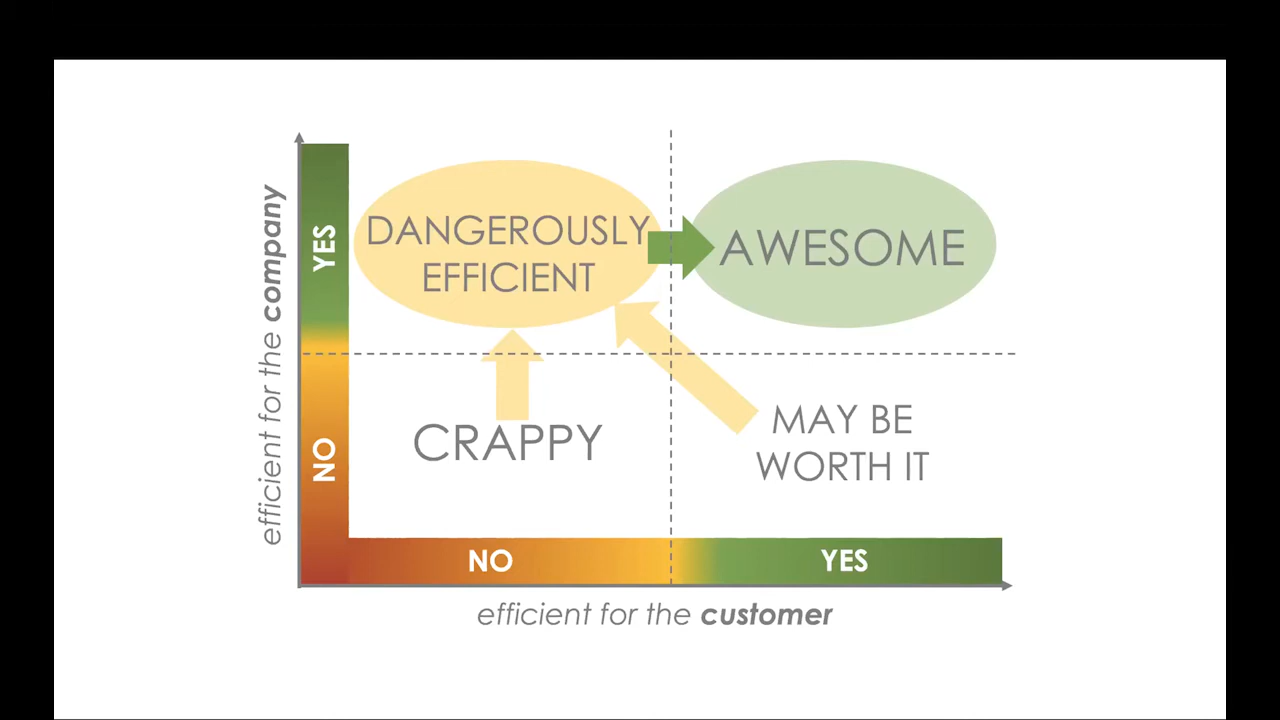 efficient for the company
YES
NO
DANGEROUSLY
EFFICIENT
AWESOME
CRAPPY
MAY BE
WORTH IT
NO
YES
efficient for the customer